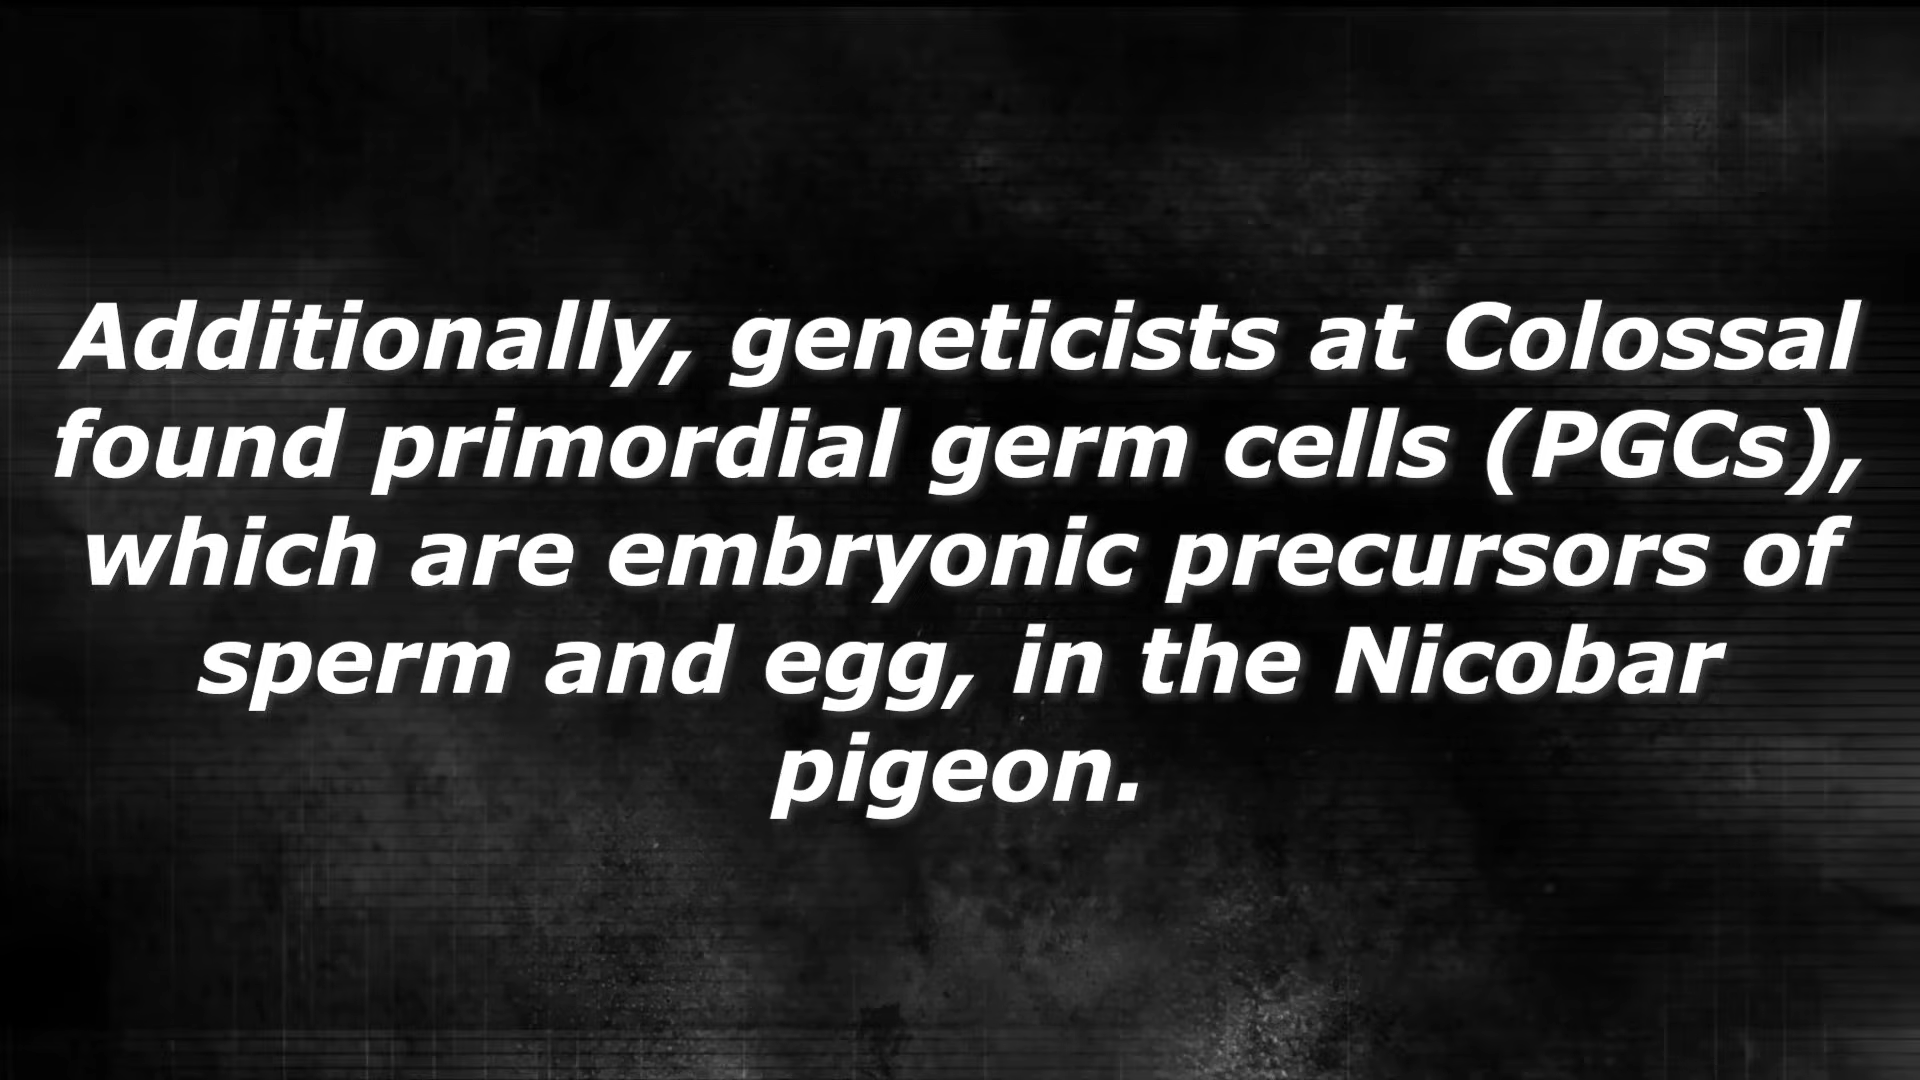 Additionally, geneticists at Colossal
found primordial germ cells (PGCs),
which are embryonic precursors of
sperm and egg, in the Nicobar
pigeon.